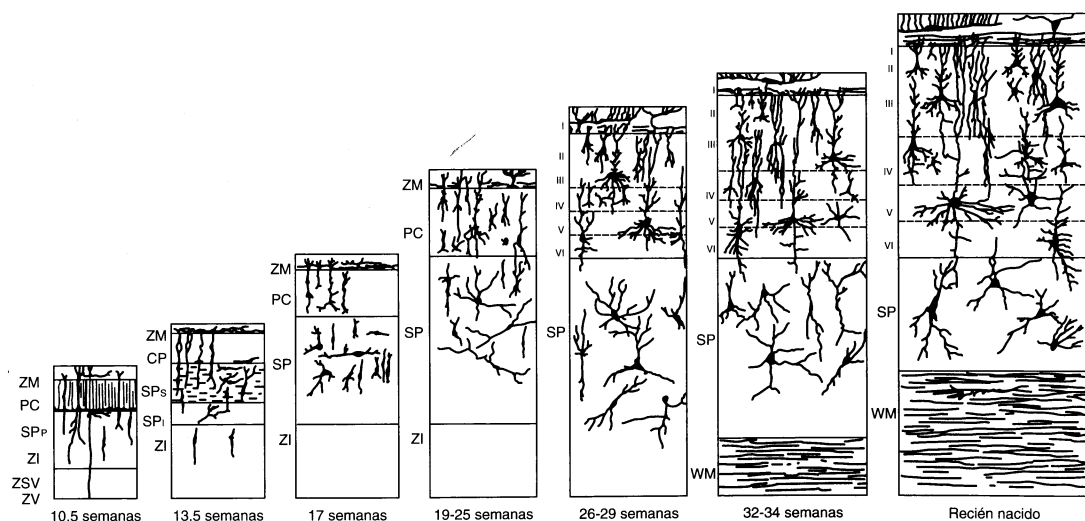 ZM
PC
SPP
ZI
ZSV
ZV
10.5 semanas
ZM
CP
SPs
SPi
ZI
13.5 semanas
ZM
PC
SP
17 semanas
ZM
PC
SP
ZI
19-25 semanas
I
II
III
IV
V
VI
SP
26-29 semanas
I
II
IIi
IV
V
VI
SP
WM
32-34 semanas
I
II
IIi
IV
V
VI
SP
WM
Recién nacido